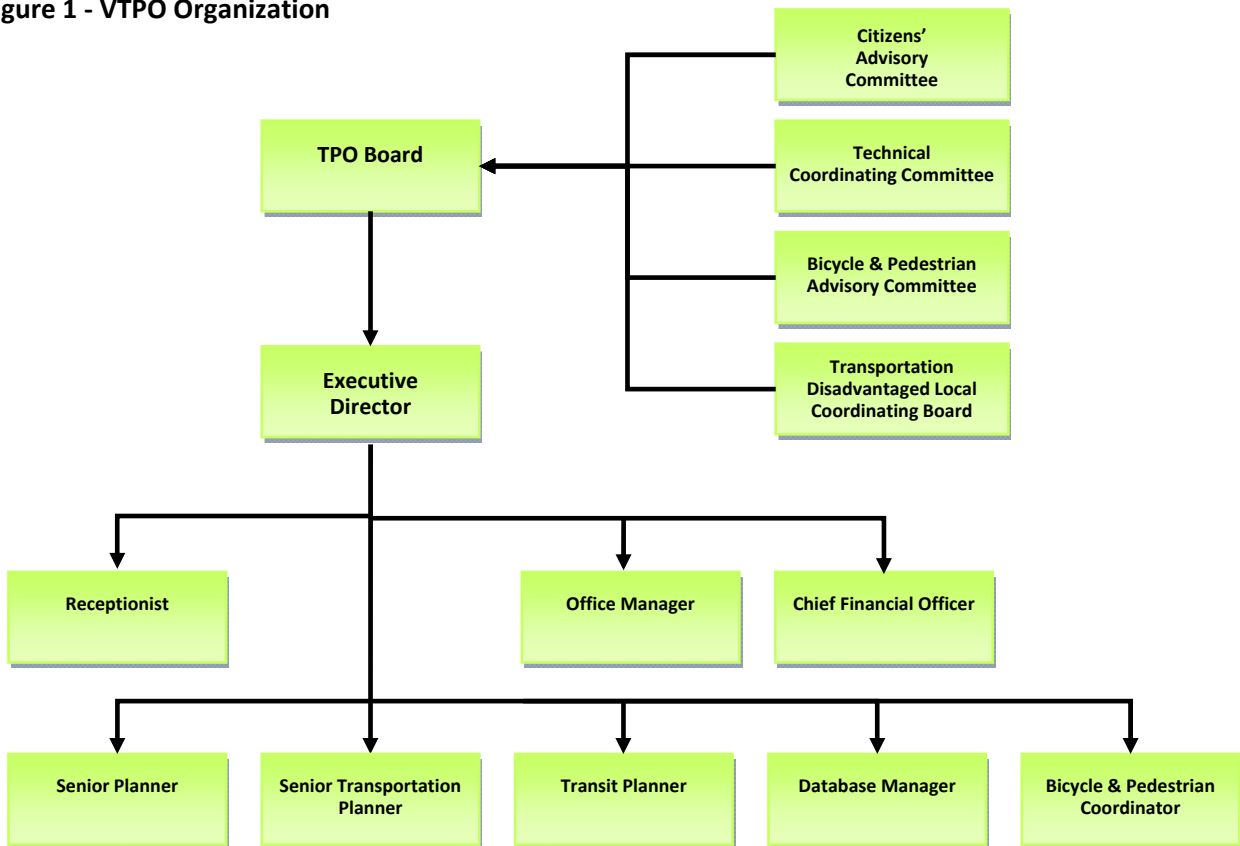 gure 1 - VTPO Organization
Citizens’
Advisory
Committee
TPO Board
Technical
Coordinating Committee
Bicycle & Pedestrian
Advisory Committee
Executive
Director
Transportation
Disadvantaged Local
Coordinating Board
Receptionist
Office Manager
Chief Financial Officer
Senior Planner
Senior Transportation
Planner
Transit Planner
Database Manager
Bicycle & Pedestrian
Coordinator